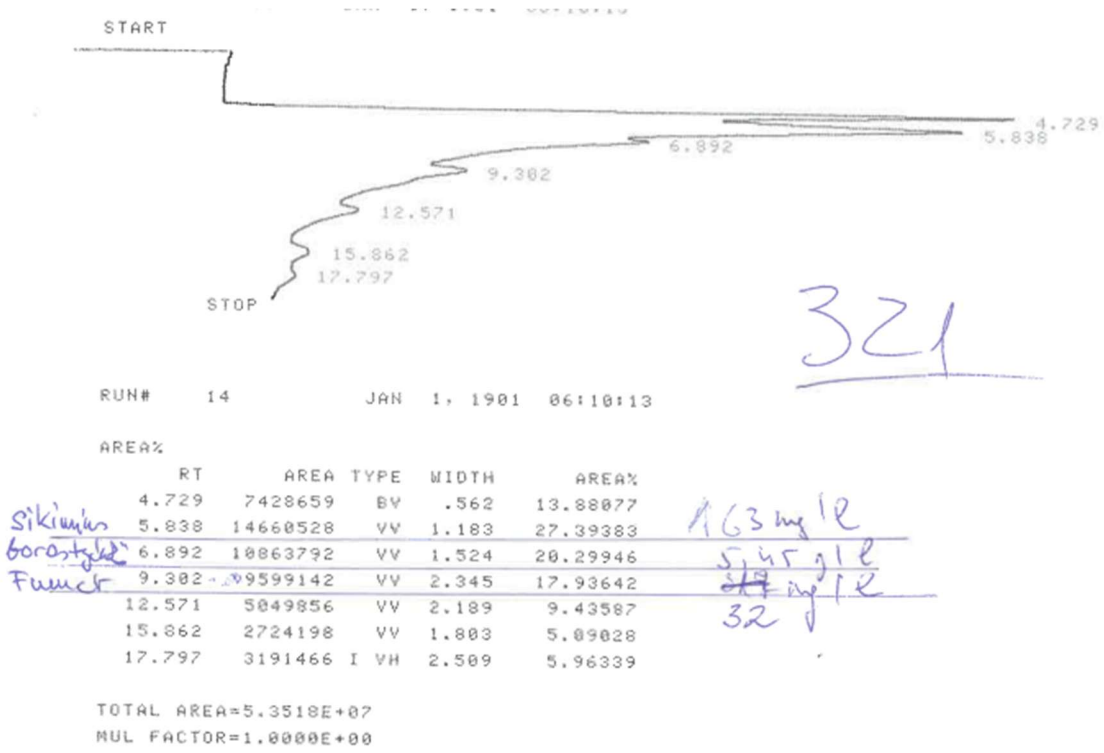 START
4.729
5.838
6.892
9.302
12.571
15.862
17.797
STOP
321
RUN# 14 JAN 1, 1901 06:10:13
AREA%
RT AREA TYPE WIDTH AREA%
4.729 7428659 BV .562 13.88077
5.838 14660528 VV 1.183 27.39383 163 mg/l
6.892 10863792 VV 1.524 20.29946 5,45 g/l
9.302 9599142 VV 2.345 17.93642 mg/l
32
12.571 5049856 VV 2.189 9.43587
15.862 2724198 VV 1.803 5.09028
17.797 3191466 I VH 2.509 5.96339
TOTAL AREA=5.3518E+07
MUL FACTOR=1.0000E+00